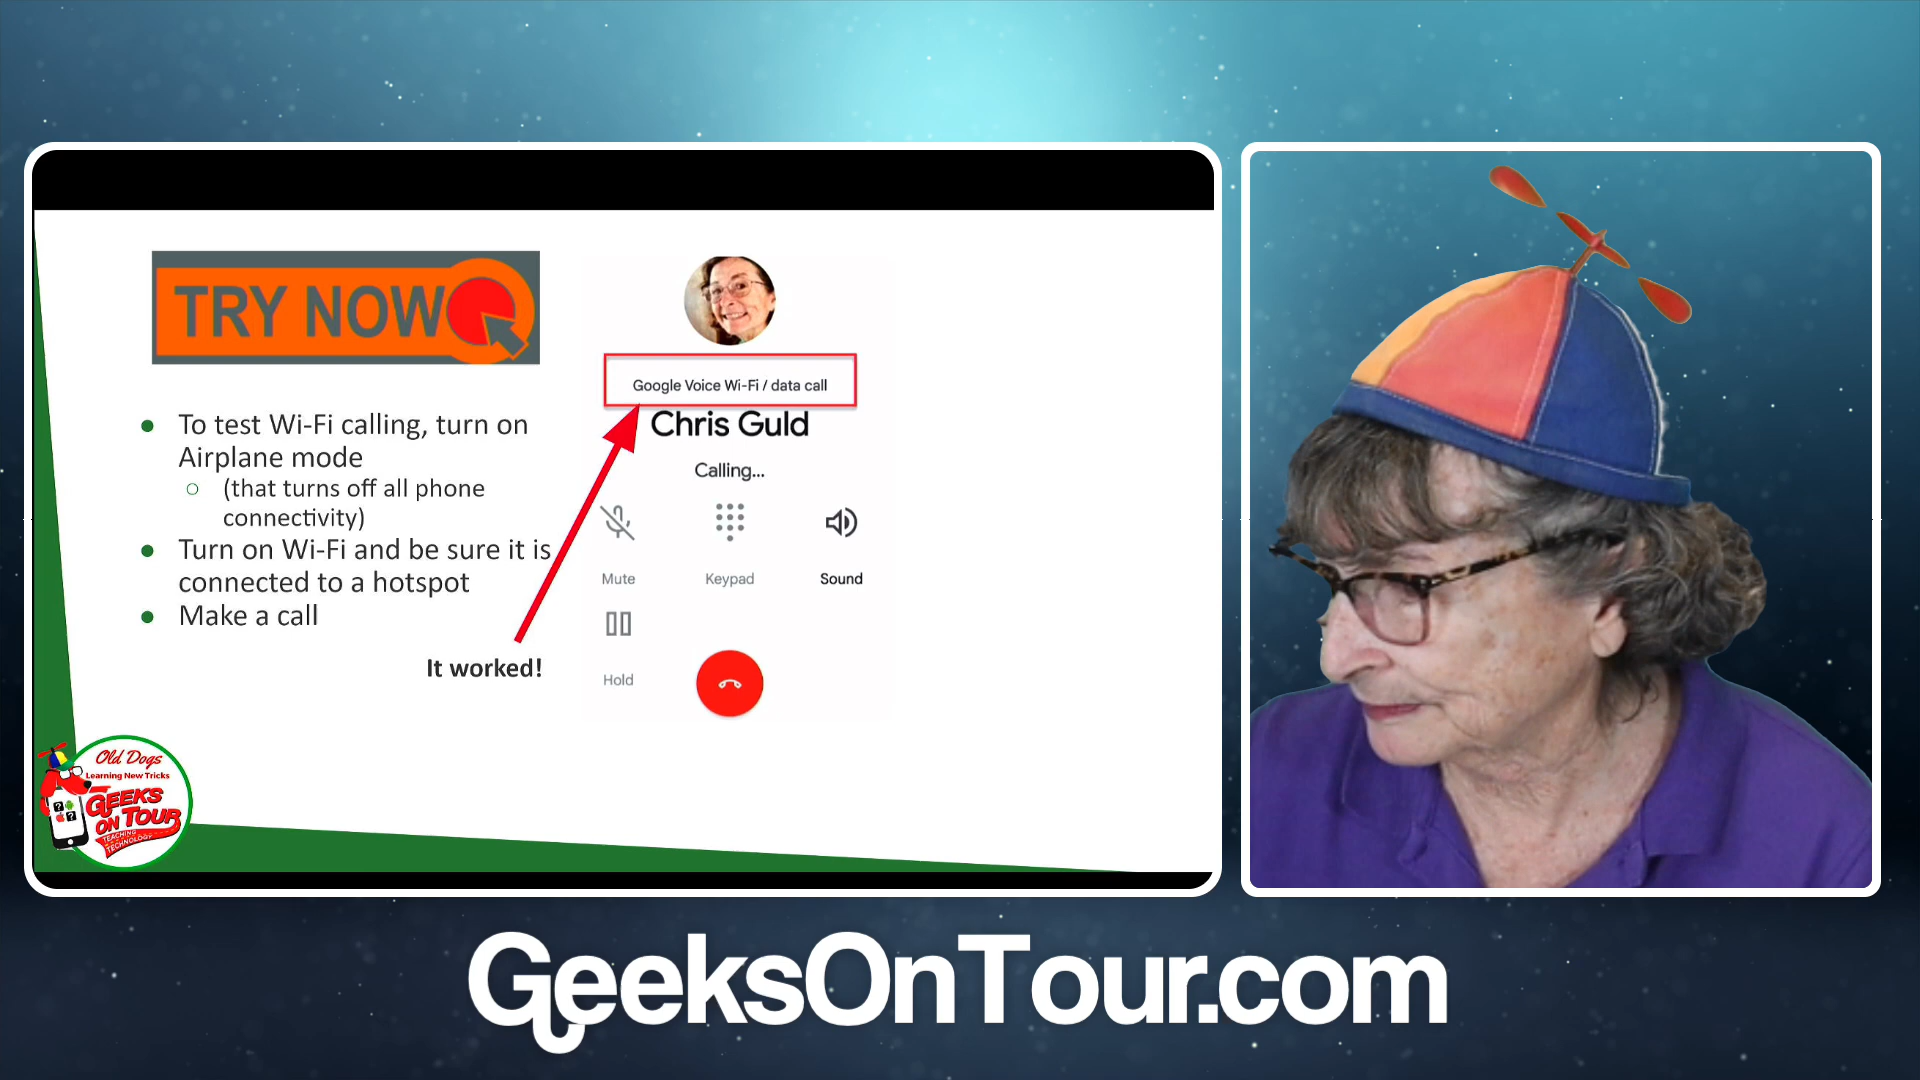 TRY NOW
To test Wi-Fi calling, turn on
Airplane mode
(that turns off all phone
connectivity)
Turn on Wi-Fi and be sure it is
connected to a hotspot
Make a call
It worked!
Google Voice Wi-Fi / data call
Chris Guld
Calling...
Mute
Keypad
Sound
Hold
Old Dogs
Learning New Tricks
GEEKS
ON TOUR
TEACHING
TECHNOLOGY
GeeksOnTour.com